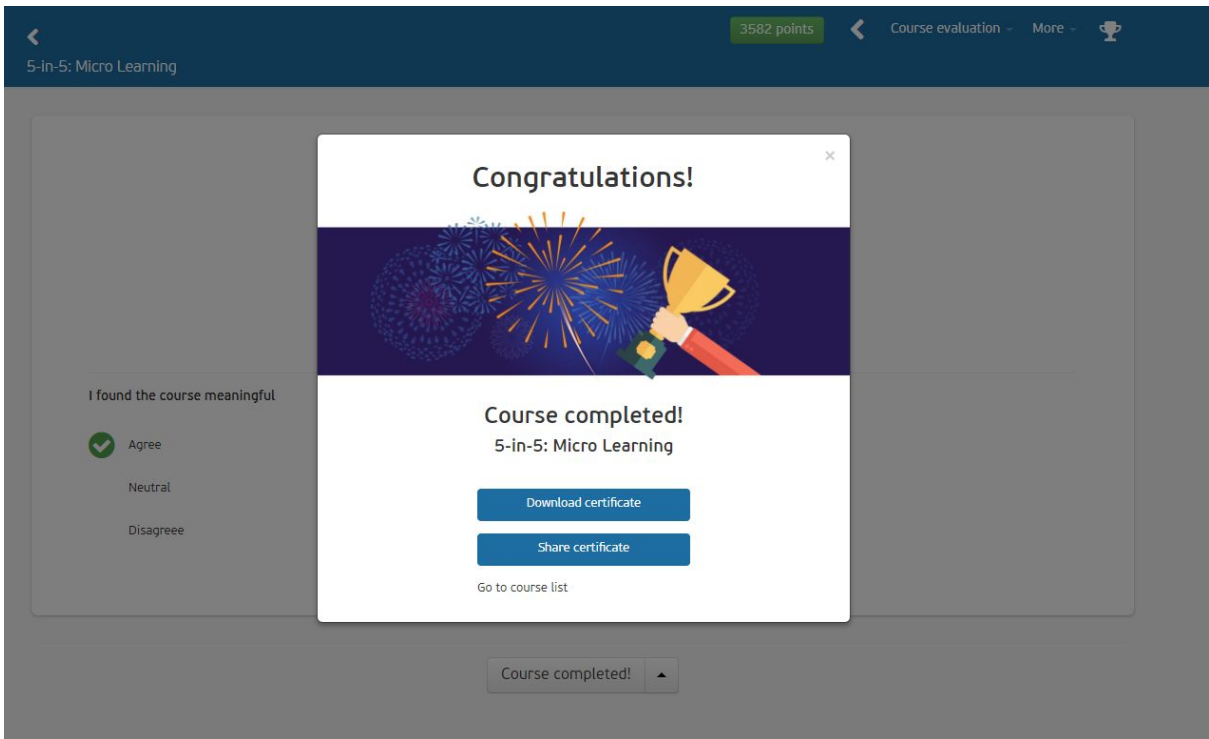 3582 points
Course evaluation
More
5-in-5: Micro Learning
×
Congratulations!
I found the course meaningful
Agree
Neutral
Disagreee
Course completed!
5-in-5: Micro Learning
Download certificate
Share certificate
Go to course list
Course completed!